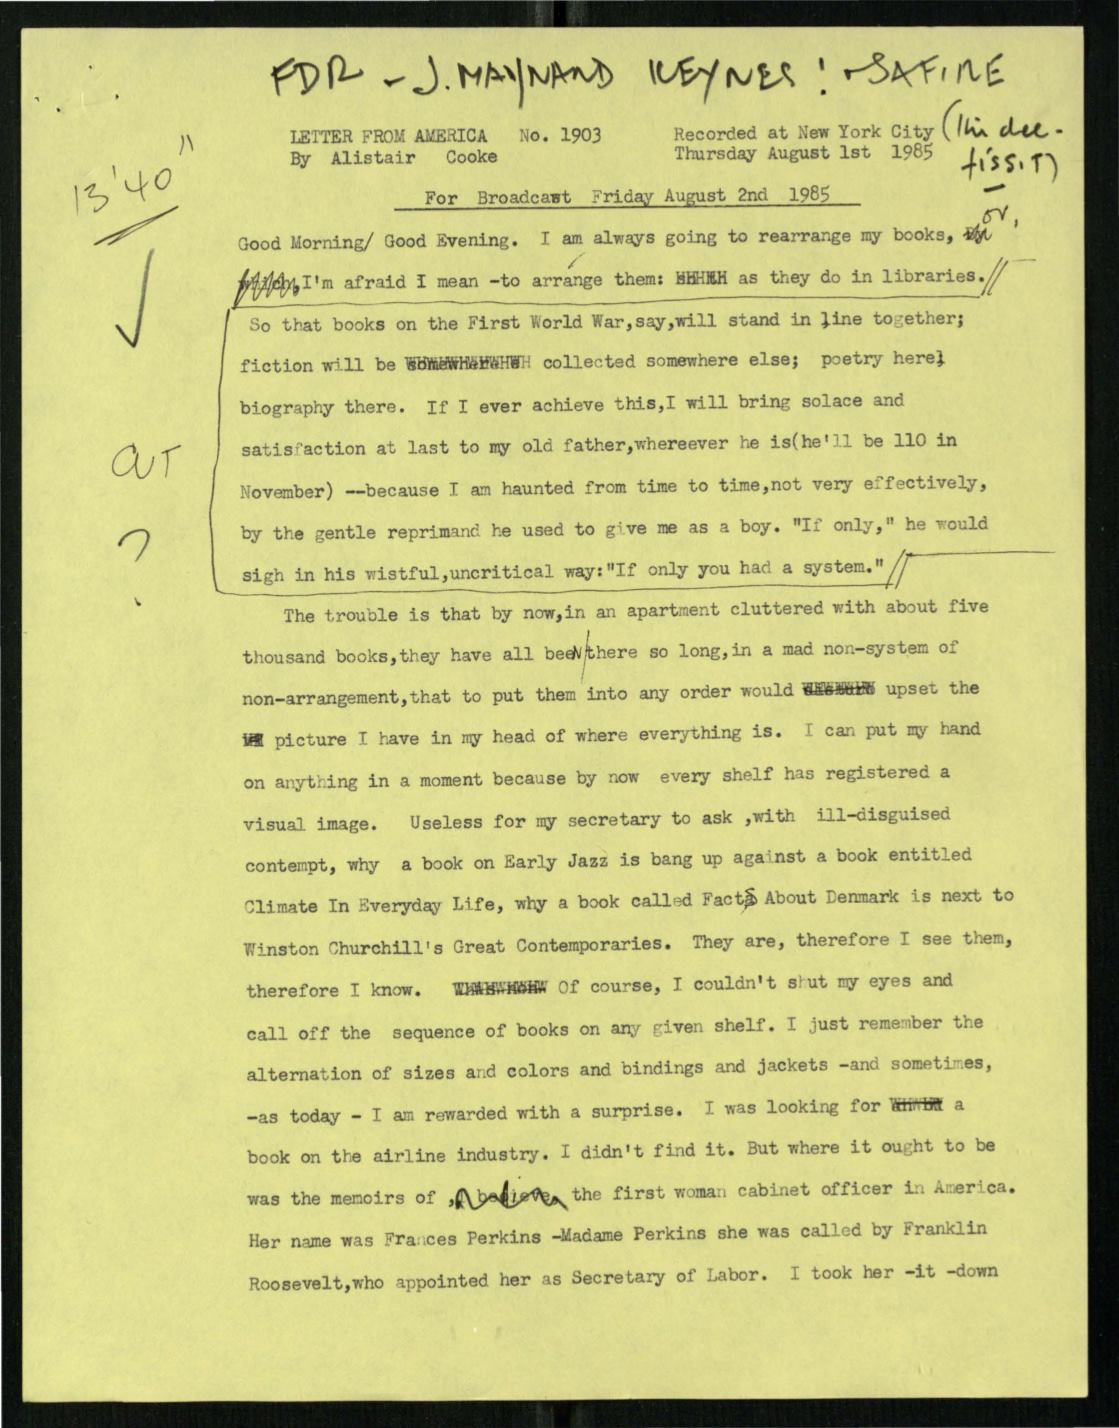 FDR - J. MAYNARD KEYNES! - SAFIRE
LETTER FROM AMERICA No. 1903 Recorded at New York City (The dee-
By Alistair Cooke Thursday August 1st 1985 fissit)
13'40"
For Broadcast Friday August 2nd 1985
or,
Good Morning/ Good Evening. I am always going to rearrange my books,
I'm afraid I mean -to arrange them: as they do in libraries.//
So that books on the First World War,say,will stand in line together;
fiction will be collected somewhere else; poetry here;
biography there. If I ever achieve this,I will bring solace and
satisfaction at last to my old father,whereever he is(he'll be 110 in
CUT
November) --because I am haunted from time to time,not very effectively,
by the gentle reprimand he used to give me as a boy. "If only," he would
?
sigh in his wistful,uncritical way:"If only you had a system."//
The trouble is that by now,in an apartment cluttered with about five
thousand books,they have all been/there so long,in a mad non-system of
non-arrangement,that to put them into any order would upset the
picture I have in my head of where everything is. I can put my hand
on anything in a moment because by now every shelf has registered a
visual image. Useless for my secretary to ask ,with ill-disguised
contempt, why a book on Early Jazz is bang up against a book entitled
Climate In Everyday Life, why a book called Facts About Denmark is next to
Winston Churchill's Great Contemporaries. They are, therefore I see them,
therefore I know. Of course, I couldn't shut my eyes and
call off the sequence of books on any given shelf. I just remember the
alternation of sizes and colors and bindings and jackets -and sometimes,
-as today - I am rewarded with a surprise. I was looking for a
book on the airline industry. I didn't find it. But where it ought to be
was the memoirs of , I believe, the first woman cabinet officer in America.
Her name was Frances Perkins -Madame Perkins she was called by Franklin
Roosevelt,who appointed her as Secretary of Labor. I took her -it -down